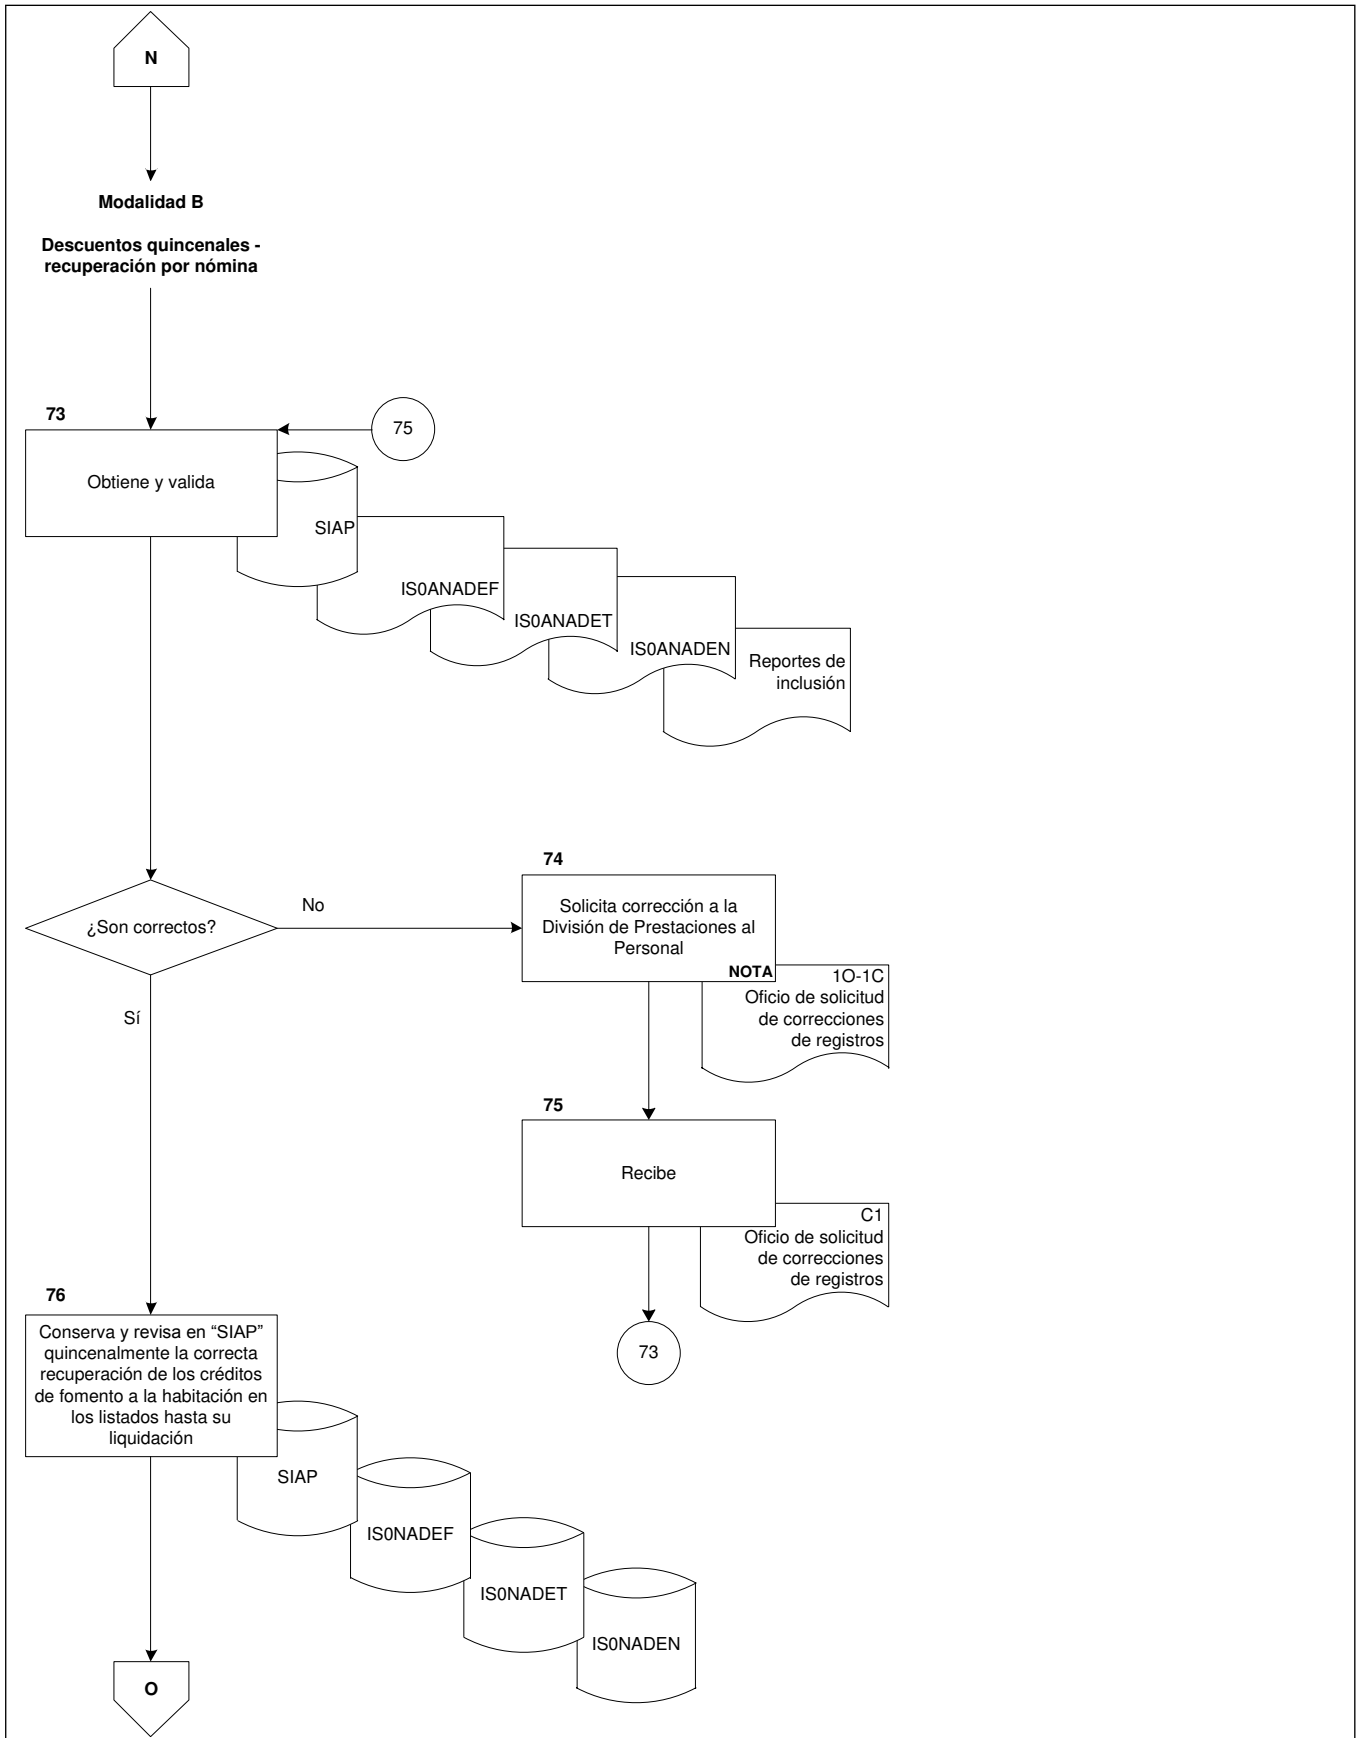 N
Modalidad B
Descuentos quincenales -
recuperación por nómina
73
75
Obtiene y valida
SIAP
IS0ANADEF
IS0ANADET
IS0ANADEN
Reportes de
inclusión
74
¿Son correctos?
No
Solicita corrección a la
División de Prestaciones al
Personal
NOTA
1O-1C
Oficio de solicitud
de correcciones
de registros
Sí
75
Recibe
C1
Oficio de solicitud
de correcciones
de registros
73
76
Conserva y revisa en “SIAP”
quincenalmente la correcta
recuperación de los créditos
de fomento a la habitación en
los listados hasta su
liquidación
SIAP
IS0NADEF
IS0NADET
IS0NADEN
O